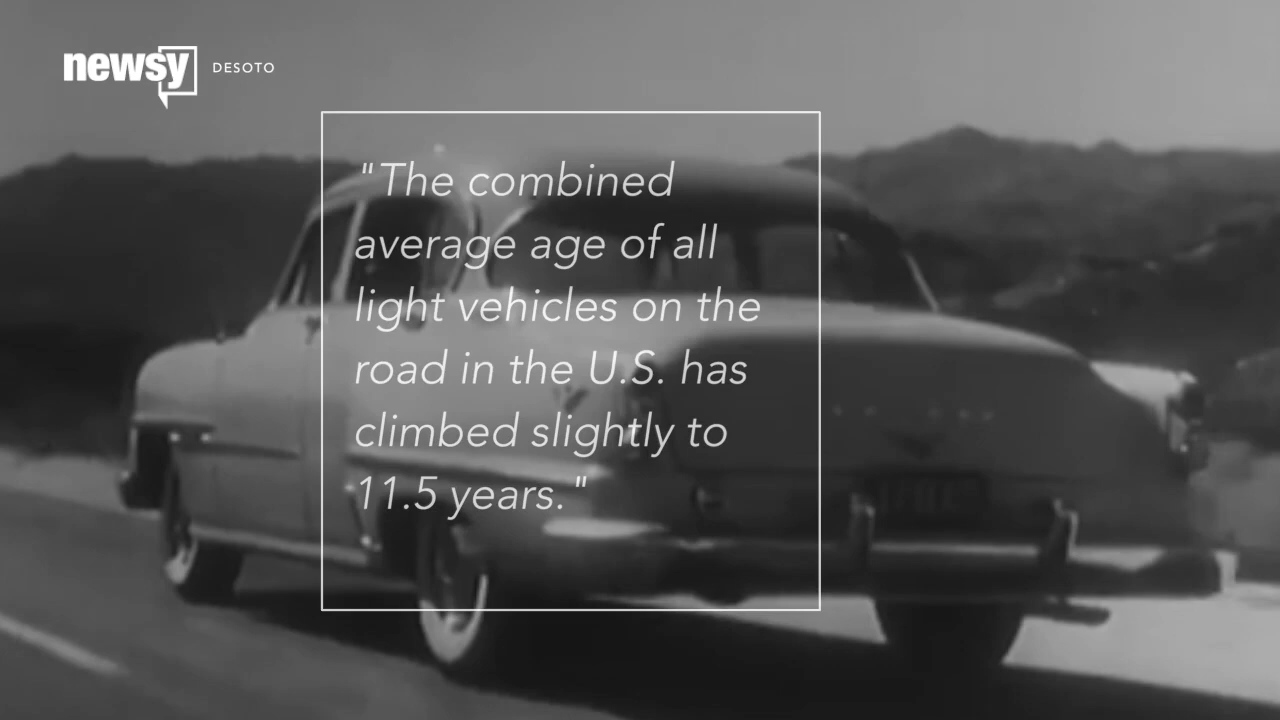 newsy DESOTO
"The combined
average age of all
light vehicles on the
road in the U.S. has
climbed slightly to
11.5 years."